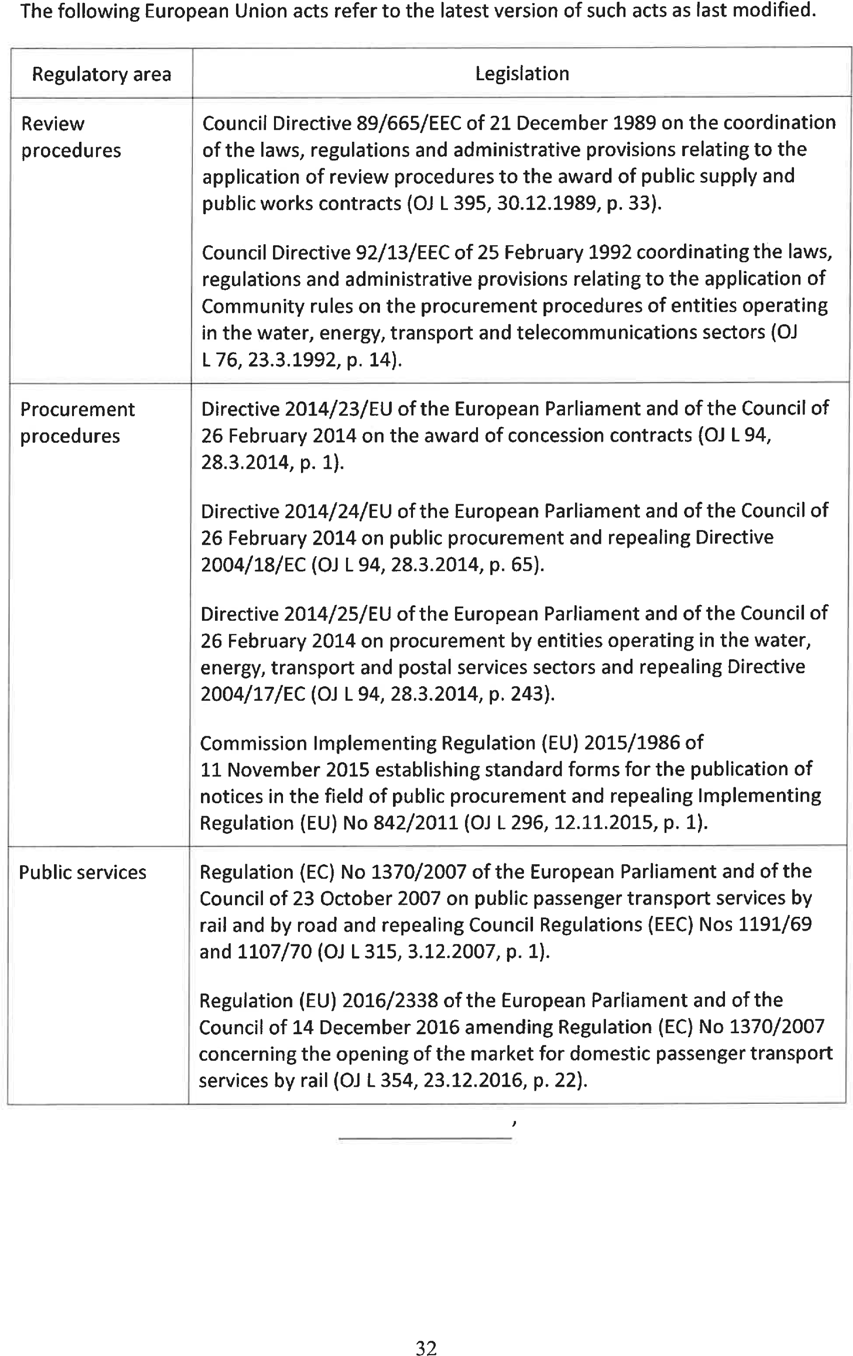 The following European Union acts refer to the latest version of such acts as last modified.
Regulatory area
Legislation
Review
procedures
Council Directive 89/665/EEC of 21 December 1989 on the coordination
of the laws, regulations and administrative provisions relating to the
application of review procedures to the award of public supply and
public works contracts (OJ L 395, 30.12.1989, p. 33).
Council Directive 92/13/EEC of 25 February 1992 coordinating the laws,
regulations and administrative provisions relating to the application of
Community rules on the procurement procedures of entities operating
in the water, energy, transport and telecommunications sectors (OJ
L 76, 23.3.1992, p. 14).
Procurement
procedures
Directive 2014/23/EU of the European Parliament and of the Council of
26 February 2014 on the award of concession contracts (OJ L 94,
28.3.2014, p. 1).
Directive 2014/24/EU of the European Parliament and of the Council of
26 February 2014 on public procurement and repealing Directive
2004/18/EC (OJ L 94, 28.3.2014, p. 65).
Directive 2014/25/EU of the European Parliament and of the Council of
26 February 2014 on procurement by entities operating in the water,
energy, transport and postal services sectors and repealing Directive
2004/17/EC (OJ L 94, 28.3.2014, p. 243).
Commission Implementing Regulation (EU) 2015/1986 of
11 November 2015 establishing standard forms for the publication of
notices in the field of public procurement and repealing Implementing
Regulation (EU) No 842/2011 (OJ L 296, 12.11.2015, p. 1).
Public services
Regulation (EC) No 1370/2007 of the European Parliament and of the
Council of 23 October 2007 on public passenger transport services by
rail and by road and repealing Council Regulations (EEC) Nos 1191/69
and 1107/70 (OJ L 315, 3.12.2007, p. 1).
Regulation (EU) 2016/2338 of the European Parliament and of the
Council of 14 December 2016 amending Regulation (EC) No 1370/2007
concerning the opening of the market for domestic passenger transport
services by rail (OJ L 354, 23.12.2016, p. 22).
’
32